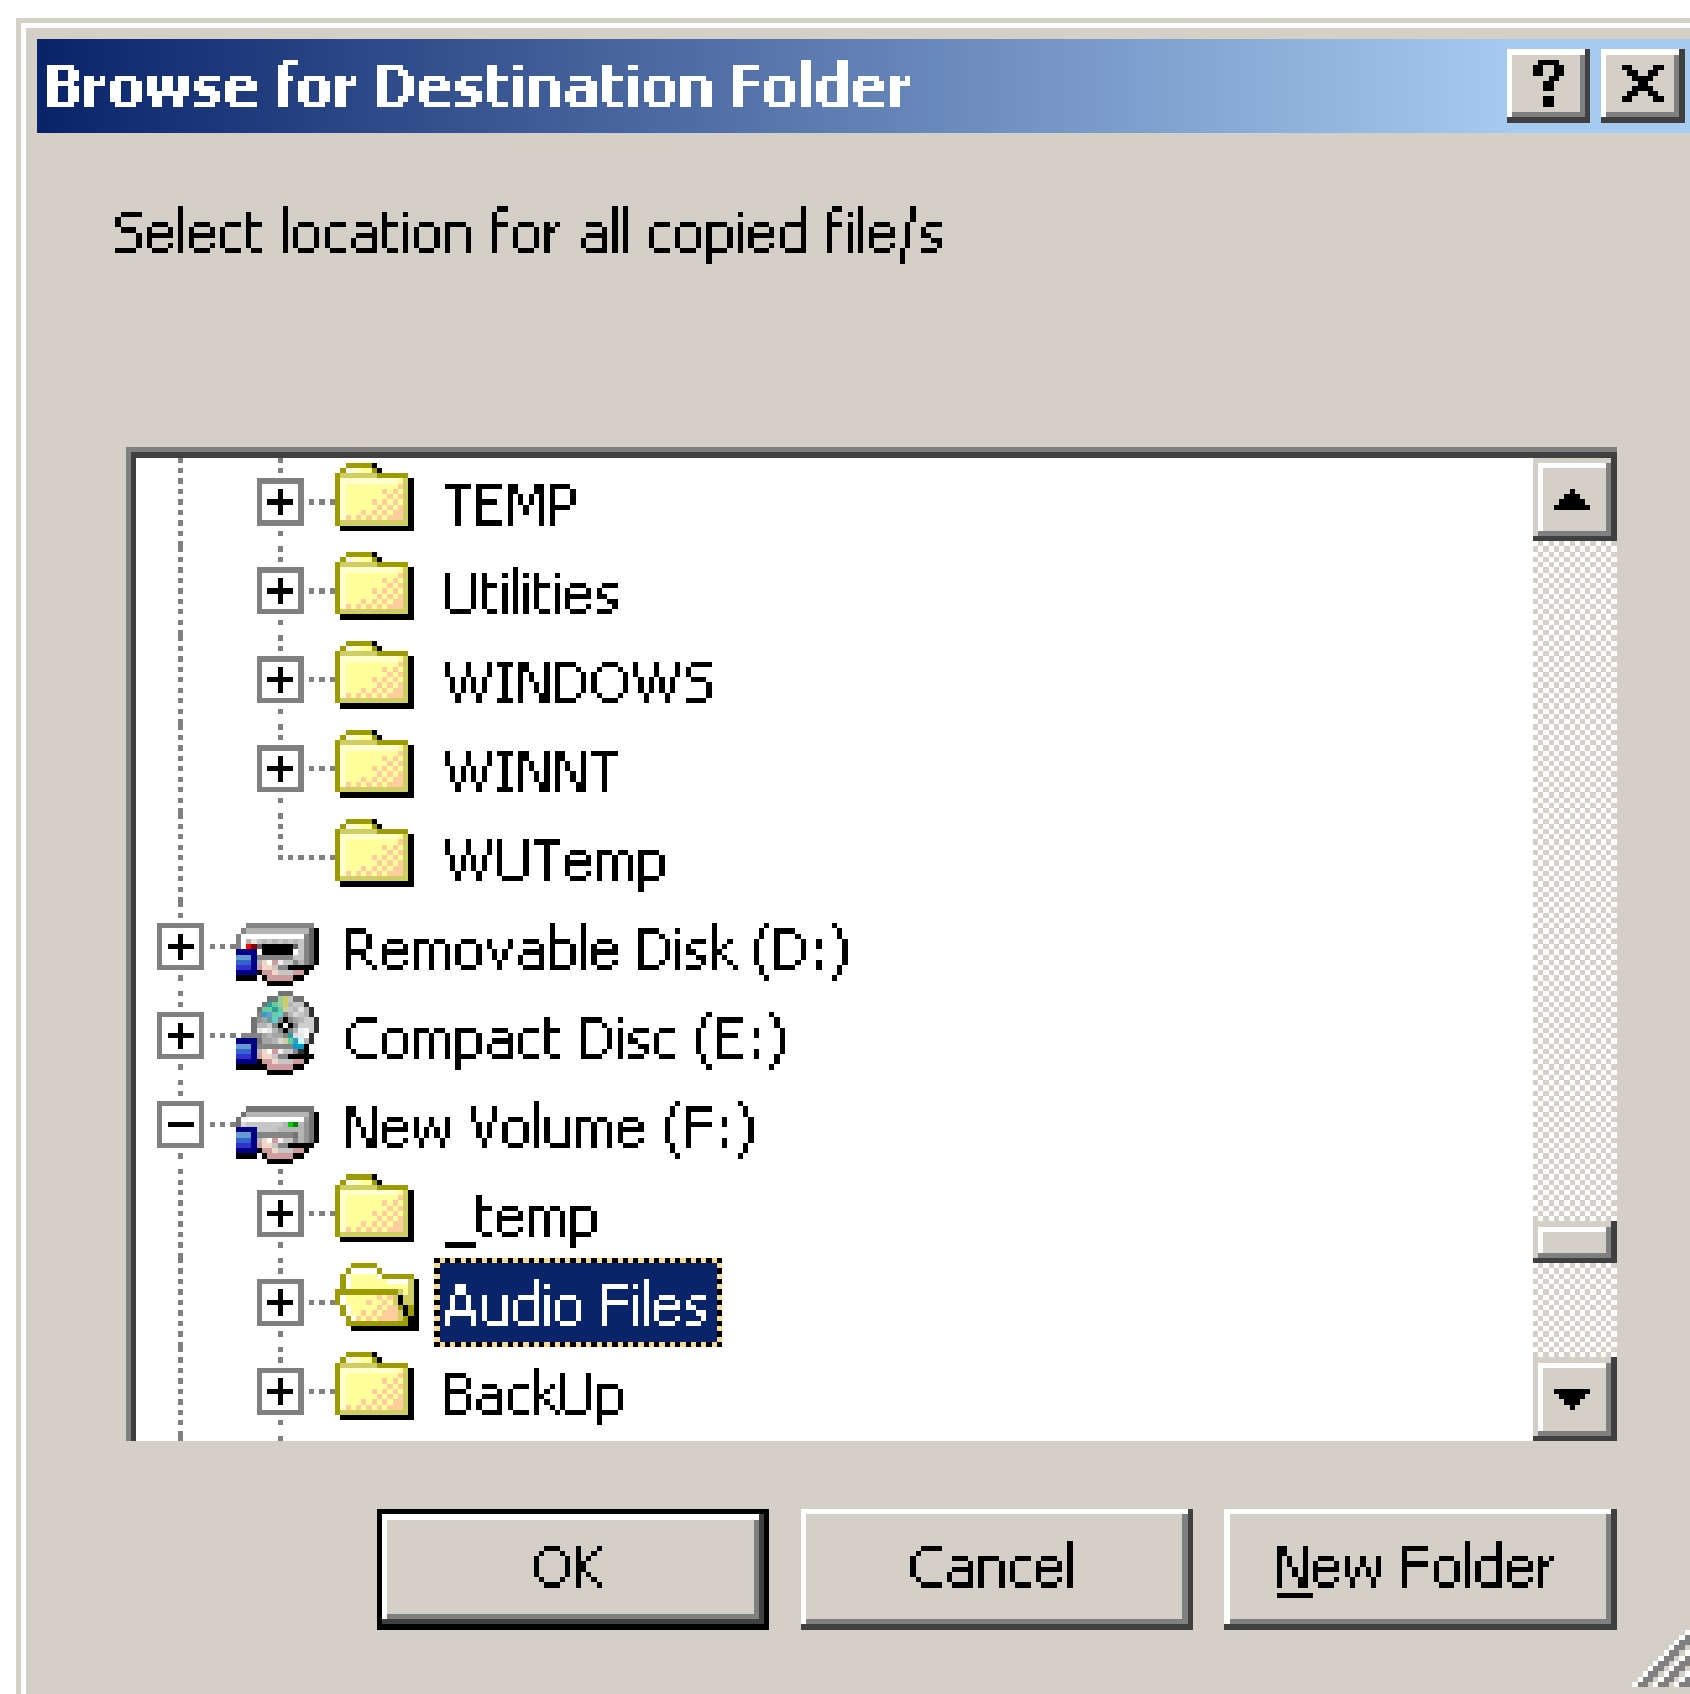 Browse for Destination Folder
Select location for all copied file/s
TEMP
Utilities
WINDOWS
WINNT
WUTemp
Removable Disk (D:)
Compact Disc (E:)
New Volume (F:)
_temp
Audio Files
BackUp
OK Cancel New Folder